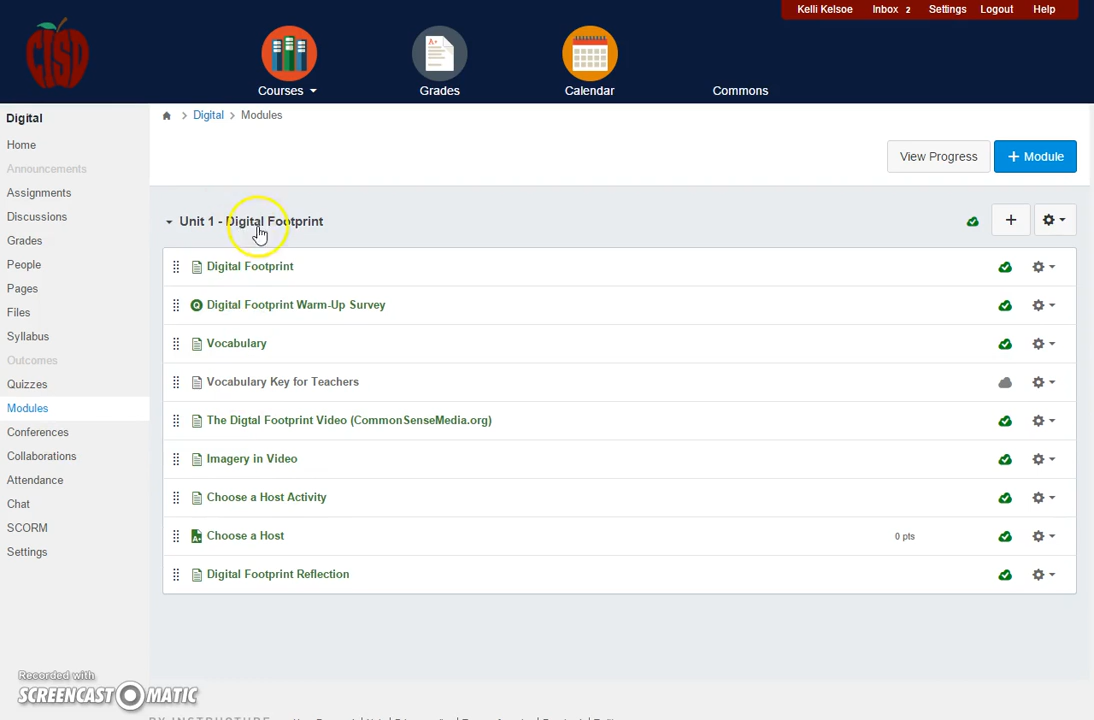 Kelli Kelsoe Inbox 2 Settings Logout Help
CISD
Courses
Grades
Calendar
Commons
Digital
Home
Announcements
Assignments
Discussions
Grades
People
Pages
Files
Syllabus
Outcomes
Quizzes
Modules
Conferences
Collaborations
Attendance
Chat
SCORM
Settings
Digital > Modules
View Progress
+ Module
Unit 1 - Digital Footprint
Digital Footprint
Digital Footprint Warm-Up Survey
Vocabulary
Vocabulary Key for Teachers
The Digtal Footprint Video (CommonSenseMedia.org)
Imagery in Video
Choose a Host Activity
Choose a Host 0 pts
Digital Footprint Reflection
Recorded with
SCREENCAST MATIC
BY INSTRUCTURE